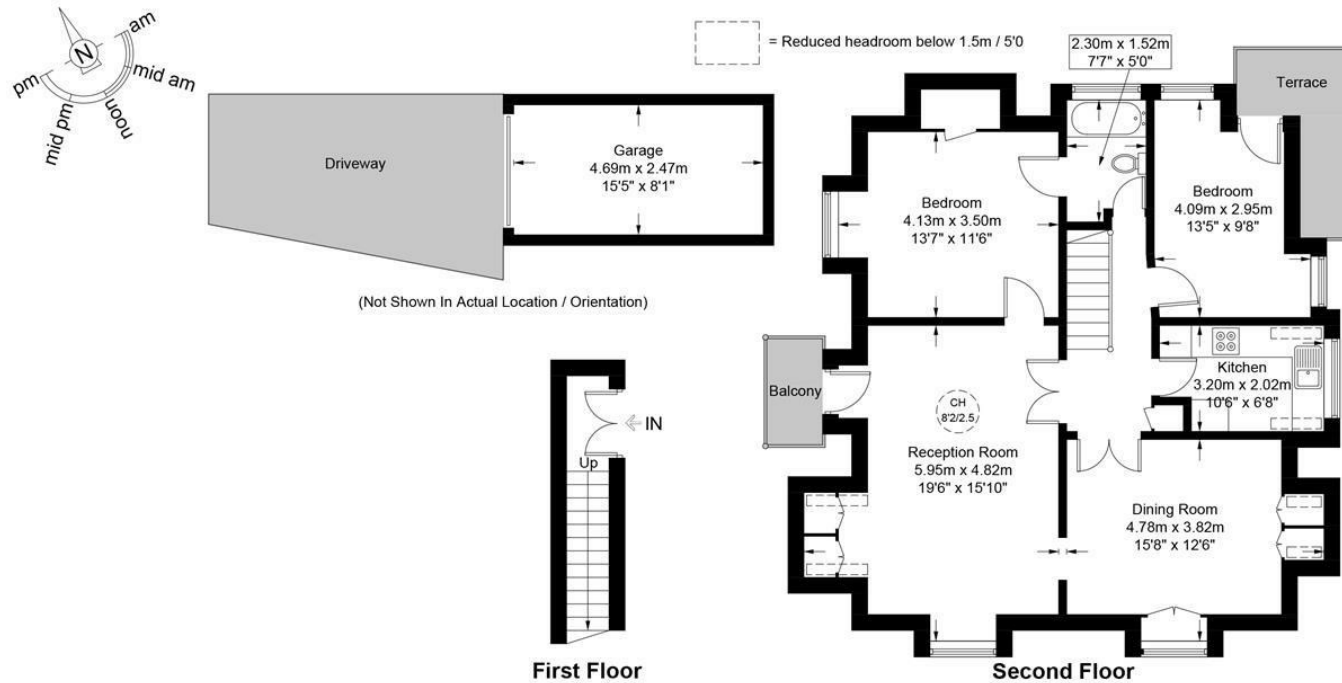 am
N
pm
mid am
mid pm
noon
= Reduced headroom below 1.5m / 5'0
2.30m x 1.52m
7'7" x 5'0"
Terrace
Driveway
Garage
4.69m x 2.47m
15'5" x 8'1"
(Not Shown In Actual Location / Orientation)
Bedroom
4.13m x 3.50m
13'7" x 11'6"
Bedroom
4.09m x 2.95m
13'5" x 9'8"
Balcony
CH
8'2/2.5
Kitchen
3.20m x 2.02m
10'6" x 6'8"
IN
Up
Reception Room
5.95m x 4.82m
19'6" x 15'10"
Dining Room
4.78m x 3.82m
15'8" x 12'6"
First Floor
Second Floor